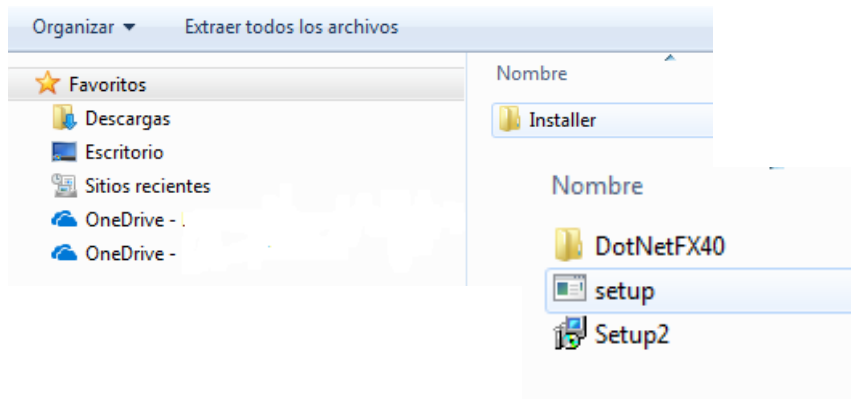 Organizar Extraer todos los archivos
Favoritos
Descargas
Escritorio
Sitios recientes
OneDrive -
OneDrive -
Nombre
Installer
Nombre
DotNetFX40
setup
Setup2